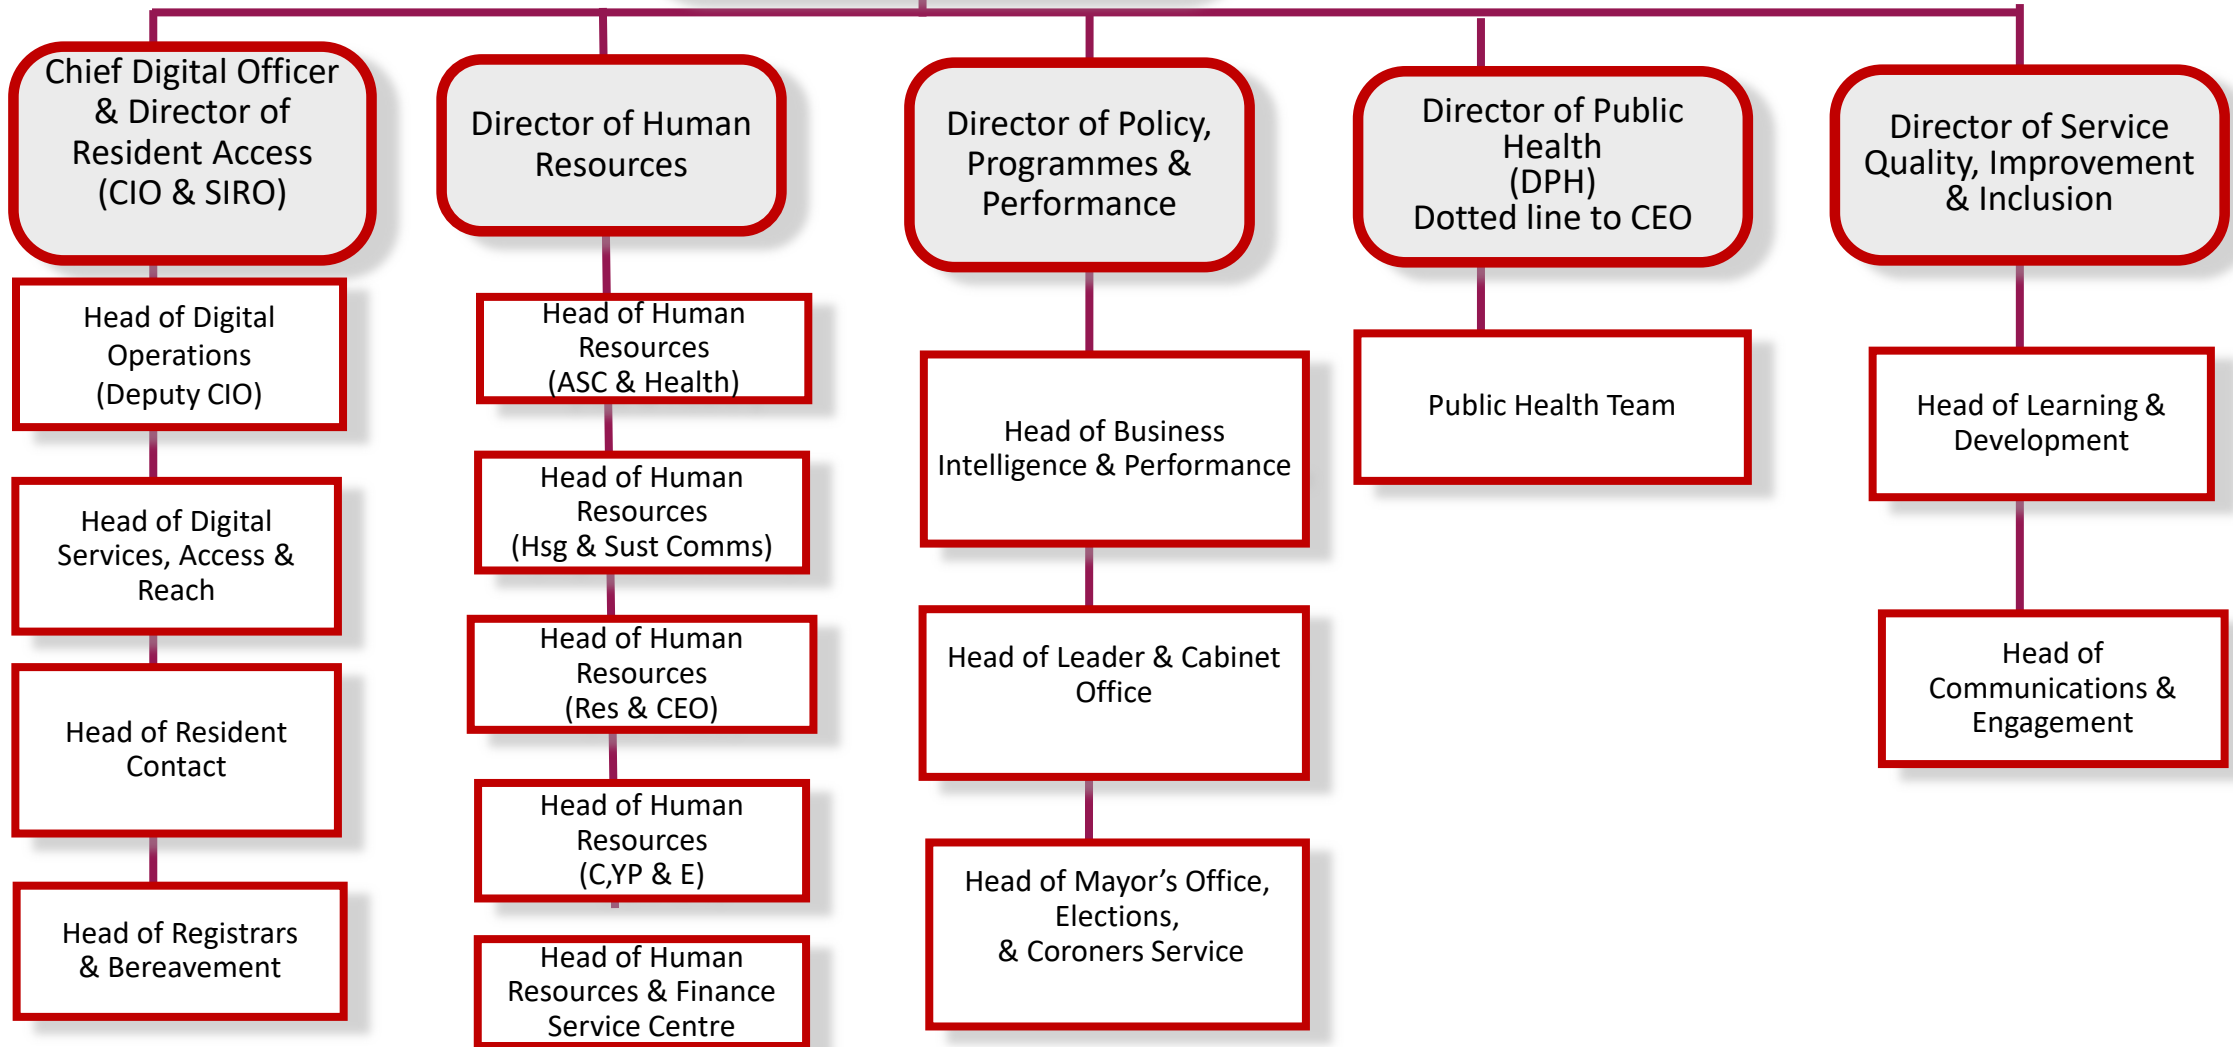 Chief Digital Officer
& Director of
Resident Access
(CIO & SIRO)
Head of Digital
Operations
(Deputy CIO)
Head of Digital
Services, Access &
Reach
Head of Resident
Contact
Head of Registrars
& Bereavement
Director of Human
Resources
Head of Human
Resources
(ASC & Health)
Head of Human
Resources
(Hsg & Sust Comms)
Head of Human
Resources
(Res & CEO)
Head of Human
Resources
(C,YP & E)
Head of Human
Resources & Finance
Service Centre
Director of Policy,
Programmes &
Performance
Head of Business
Intelligence & Performance
Head of Leader & Cabinet
Office
Head of Mayor’s Office,
Elections,
& Coroners Service
Director of Public
Health
(DPH)
Dotted line to CEO
Public Health Team
Director of Service
Quality, Improvement
& Inclusion
Head of Learning &
Development
Head of
Communications &
Engagement